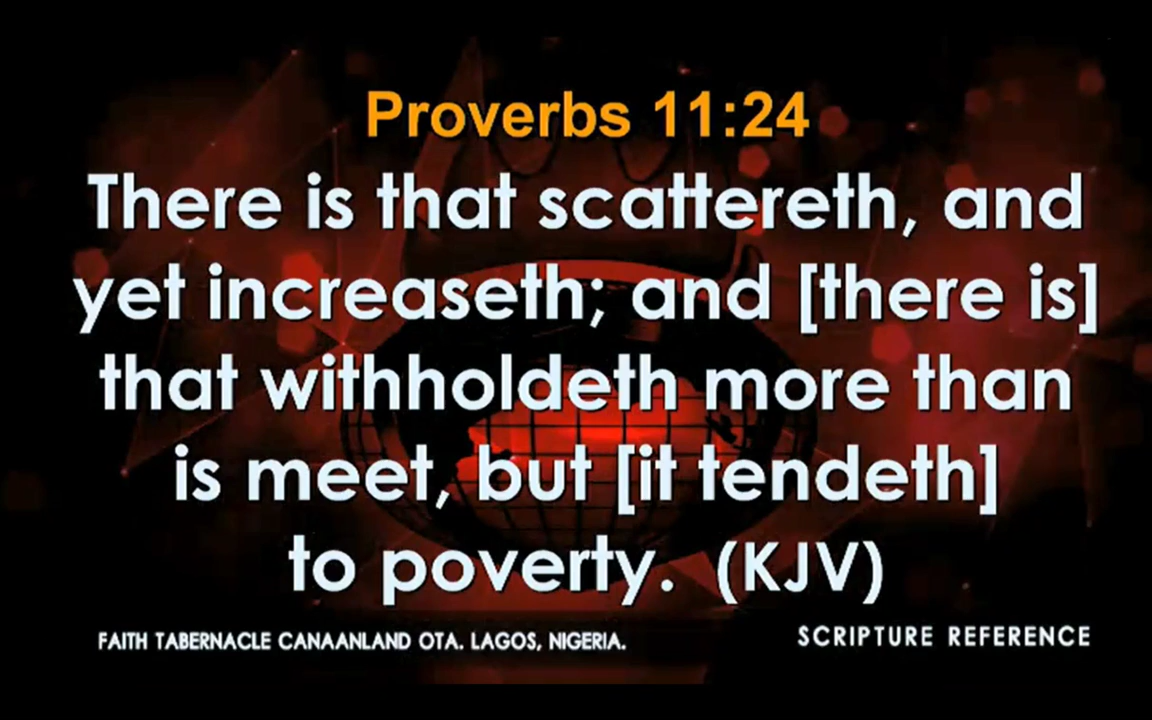 Proverbs 11:24
There is that scattereth, and
yet increaseth; and [there is]
that withholdeth more than
is meet, but [it tendeth]
to poverty. (KJV)
FAITH TABERNACLE CANAANLAND OTA. LAGOS, NIGERIA.
SCRIPTURE REFERENCE